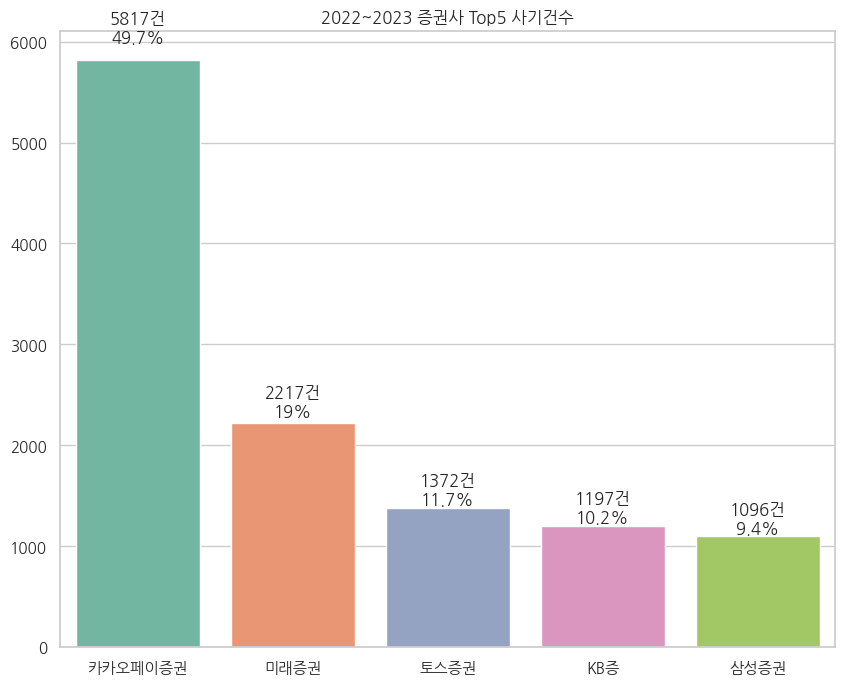 2022~2023 증권사 Top5 사기건수
5817건
49.7%
2217건
19%
1372건
11.7%
1197건
10.2%
1096건
9.4%
6000
5000
4000
3000
2000
1000
0
카카오페이증권
미래증권
토스증권
KB증
삼성증권